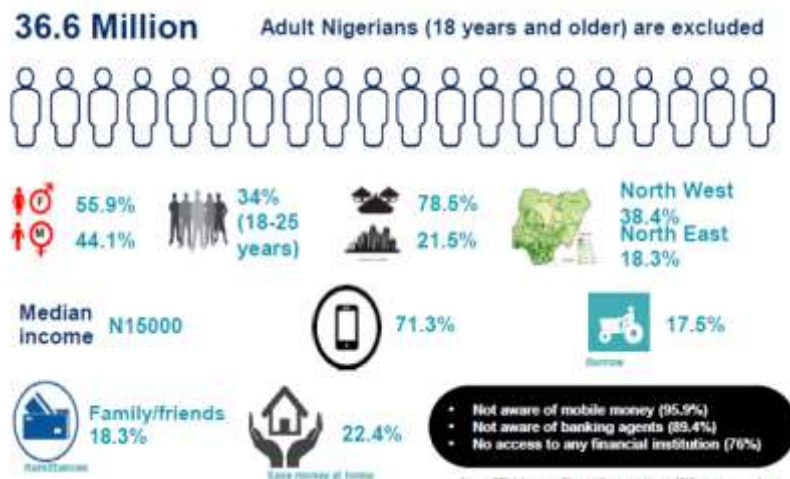 36.6 Million
Adult Nigerians (18 years and older) are excluded
F 55.9%
M 44.1%
34%
(18-25
years)
78.5%
21.5%
North West
38.4%
North East
18.3%
Median
income N15000
71.3%
17.5%
Borrow
Family/friends
18.3%
Remittances
22.4%
Save money at home
• Not aware of mobile money (95.9%)
• Not aware of banking agents (89.4%)
• No access to any financial institution (76%)